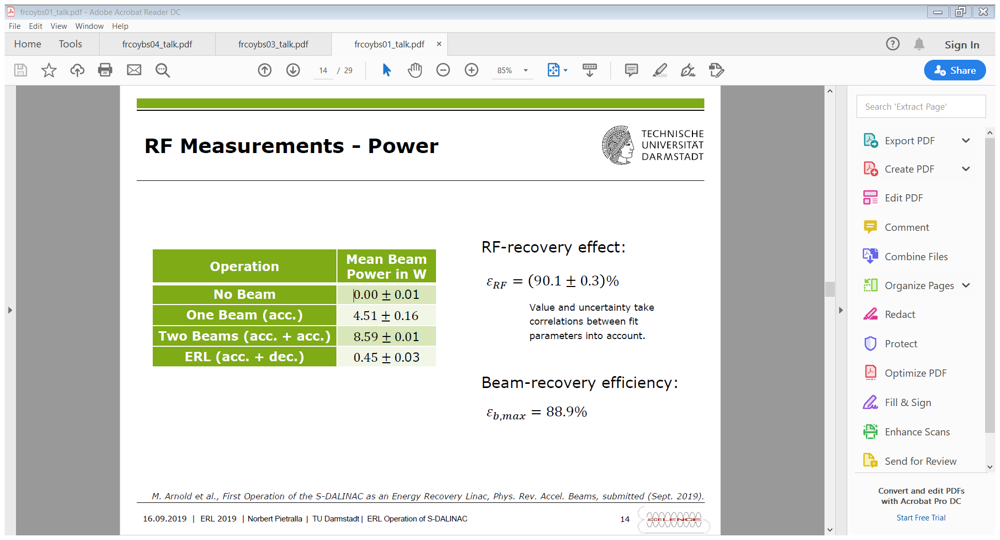 frcoybs01_talk.pdf - Adobe Acrobat Reader DC
File Edit View Window Help
Home Tools frcoybs04_talk.pdf frcoybs03_talk.pdf frcoybs01_talk.pdf × Sign In
14 / 29 85% Share
RF Measurements - Power
TECHNISCHE
UNIVERSITÄT
DARMSTADT
Operation Mean Beam Power in W
No Beam 0.00 ± 0.01
One Beam (acc.) 4.51 ± 0.16
Two Beams (acc. + acc.) 8.59 ± 0.01
ERL (acc. + dec.) 0.45 ± 0.03
RF-recovery effect:
𝜀_RF = (90.1 ± 0.3)%
Value and uncertainty take
correlations between fit
parameters into account.
Beam-recovery efficiency:
𝜀_b,max = 88.9%
M. Arnold et al., First Operation of the S-DALINAC as an Energy Recovery Linac, Phys. Rev. Accel. Beams, submitted (Sept. 2019).
16.09.2019 | ERL 2019 | Norbert Pietralla | TU Darmstadt | ERL Operation of S-DALINAC 14
ACCELENCE
Search 'Extract Page'
Export PDF
Create PDF
Edit PDF
Comment
Combine Files
Organize Pages
Redact
Protect
Optimize PDF
Fill & Sign
Enhance Scans
Send for Review
Convert and edit PDFs
with Acrobat Pro DC
Start Free Trial